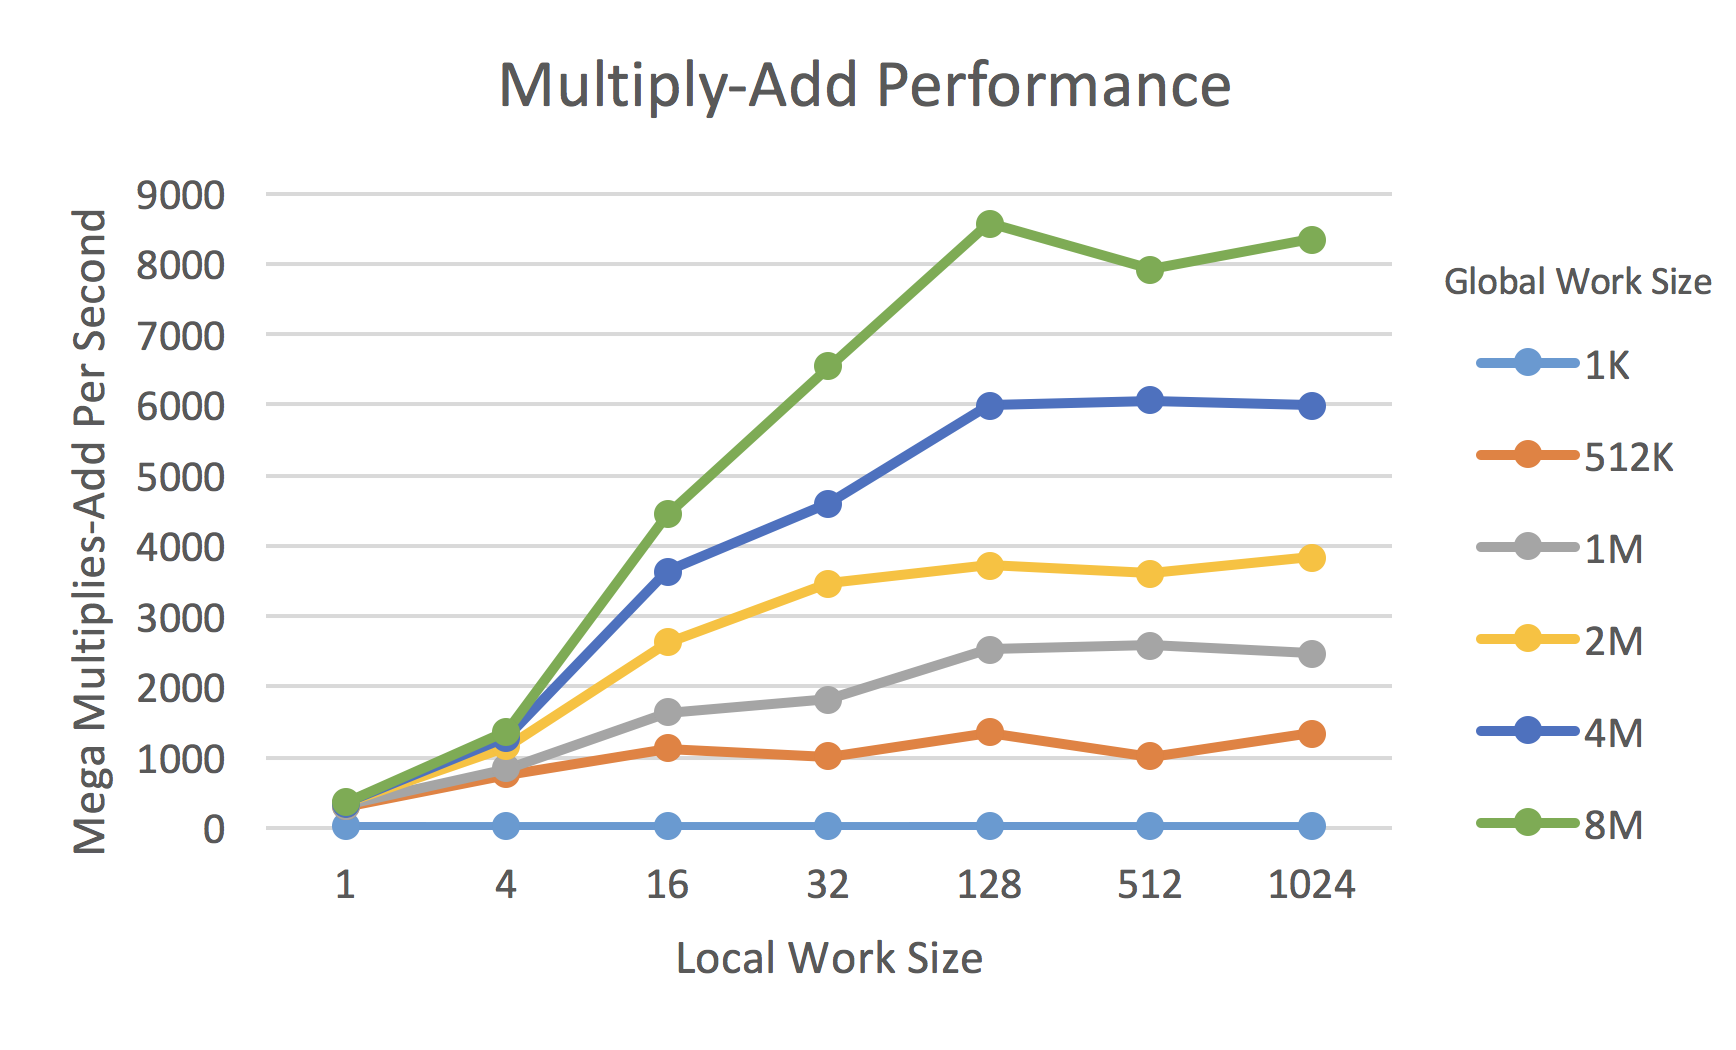 Multiply-Add Performance
Mega Multiplies-Add Per Second
9000
8000
7000
6000
5000
4000
3000
2000
1000
0
1 4 16 32 128 512 1024
Local Work Size
Global Work Size
1K
512K
1M
2M
4M
8M